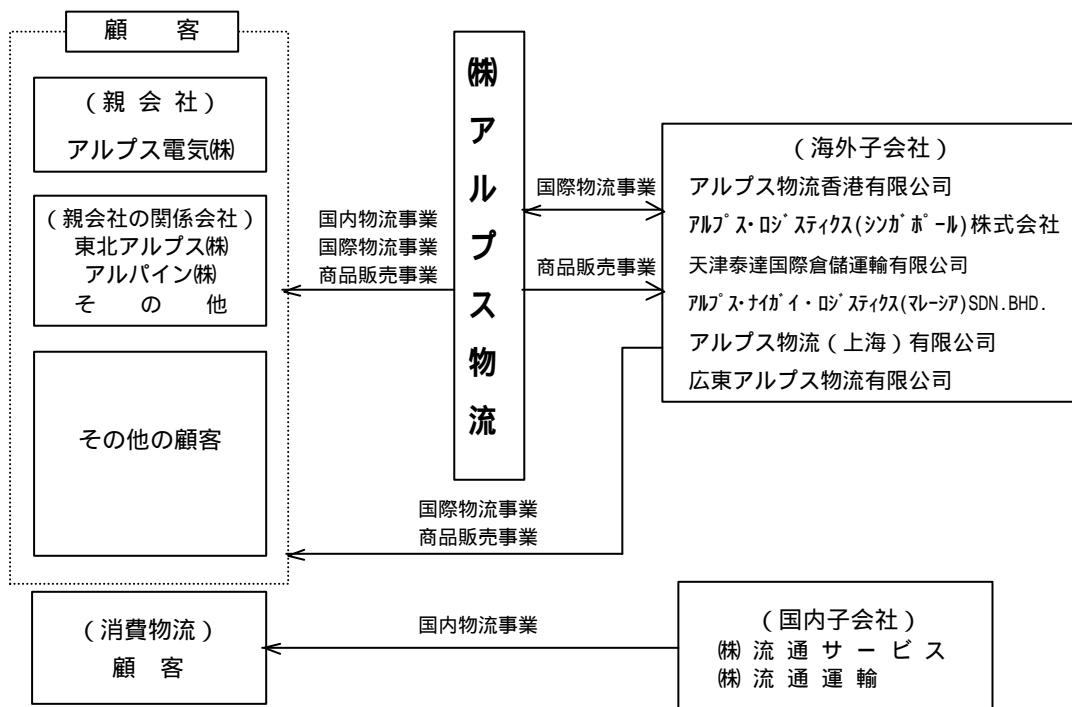 顧　客
（親 会 社）
アルプス電気㈱
（親会社の関係会社）
東北アルプス㈱
アルパイン㈱
そ　の　他
その他の顧客
国内物流事業
国際物流事業
商品販売事業
㈱アルプス物流
国際物流事業
商品販売事業
（海外子会社）
アルプス物流香港有限公司
ｱﾙﾌﾟｽ・ﾛｼﾞｽﾃｨｸｽ(ｼﾝｶﾞﾎﾟｰﾙ)株式会社
天津泰達国際倉儲運輸有限公司
ｱﾙﾌﾟｽ・ﾅｲｶﾞｲ・ﾛｼﾞｽﾃｨｸｽ(ﾏﾚｰｼｱ)SDN.BHD.
アルプス物流（上海）有限公司
広東アルプス物流有限公司
国際物流事業
商品販売事業
（消費物流）
顧　客
国内物流事業
（国内子会社）
㈱ 流 通 サ ー ビ ス
㈱ 流 通 運 輸